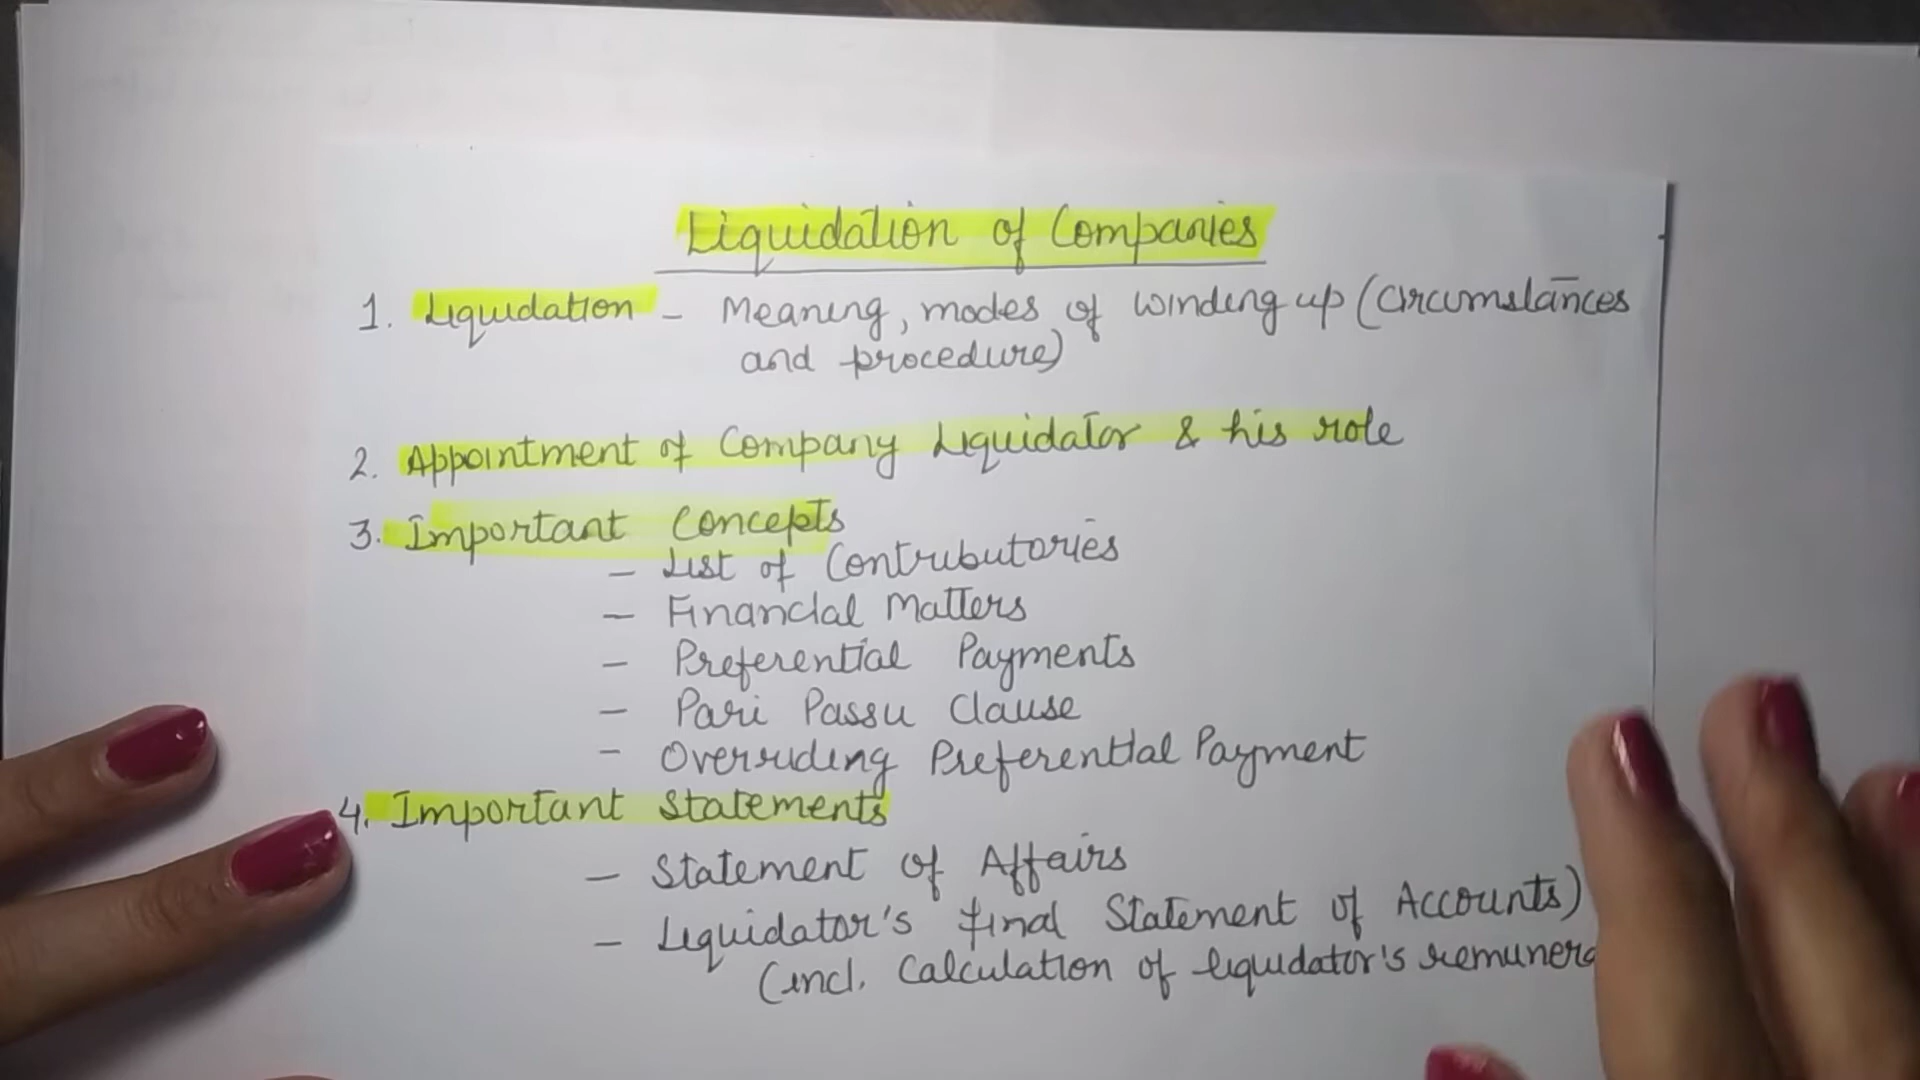 Liquidation of Companies
1. Liquidation - Meaning, modes of winding up (circumstances
and procedure)
2. Appointment of Company Liquidator & his role
3. Important Concepts
- List of Contributories
- Financial Matters
- Preferential Payments
- Pari Passu Clause
- Overriding Preferential Payment
4. Important Statements
- Statement of Affairs
- Liquidator's final Statement of Accounts)
(incl. Calculation of liquidator's